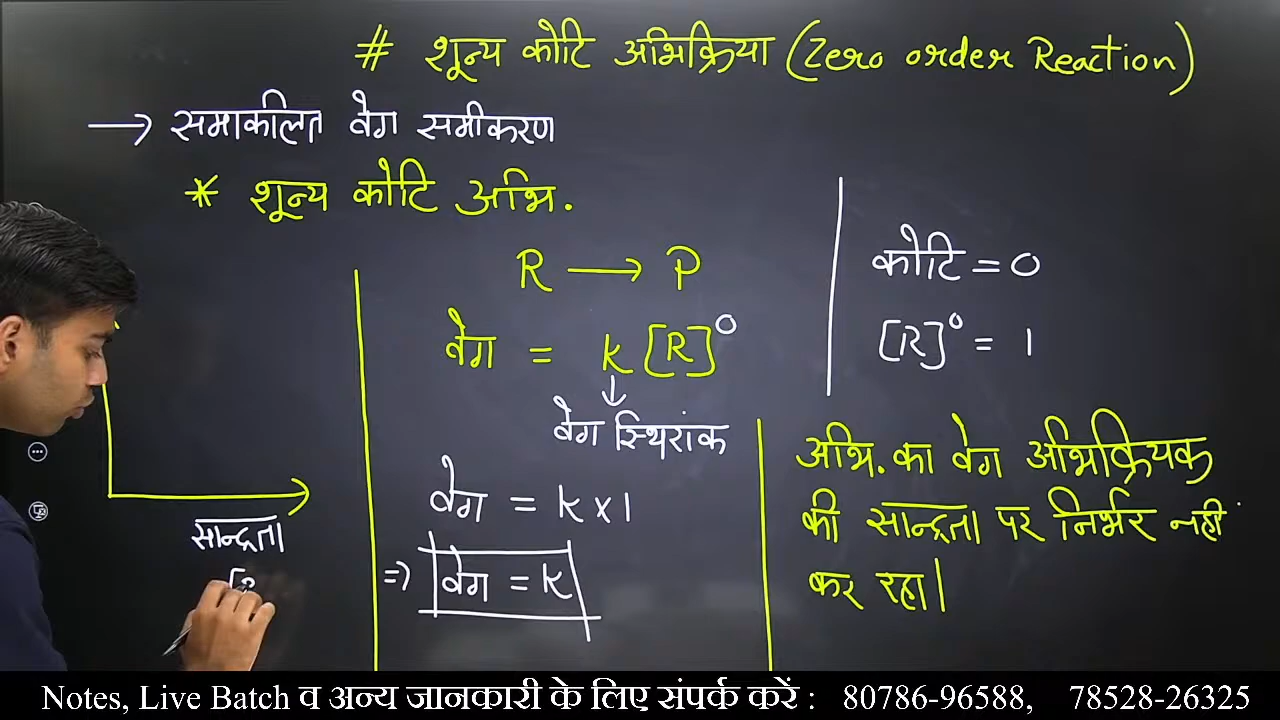 # शून्य कोटि अभिक्रिया (Zero order Reaction)
→ समाकलित वेग समीकरण
* शून्य कोटि अभि.
R → P
वेग = k [R]⁰
↓
वेग स्थिरांक
वेग = k × 1
⇒ वेग = k
कोटि = 0
[R]⁰ = 1
अभि. का वेग अभिक्रियक
की सान्द्रता पर निर्भर नही
कर रहा।
सान्द्रता
Notes, Live Batch व अन्य जानकारी के लिए संपर्क करें : 80786-96588, 78528-26325